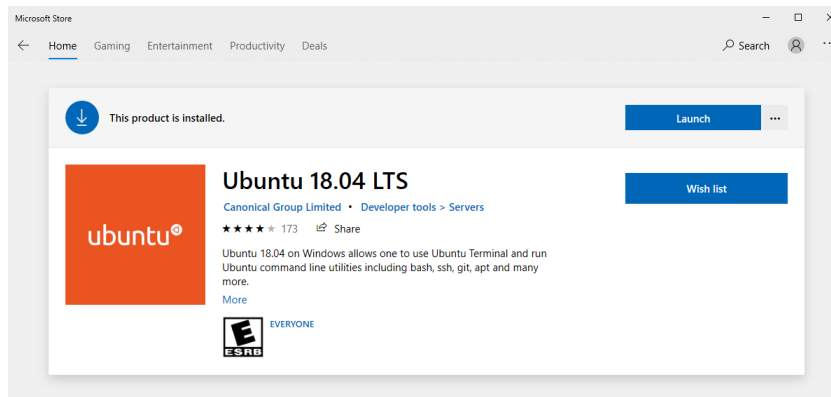 Microsoft Store
Home Gaming Entertainment Productivity Deals Search
This product is installed. Launch
Ubuntu 18.04 LTS
Wish list
Canonical Group Limited • Developer tools > Servers
173 Share
ubuntu
Ubuntu 18.04 on Windows allows one to use Ubuntu Terminal and run
Ubuntu command line utilities including bash, ssh, git, apt and many
more.
More
E EVERYONE
ESRB